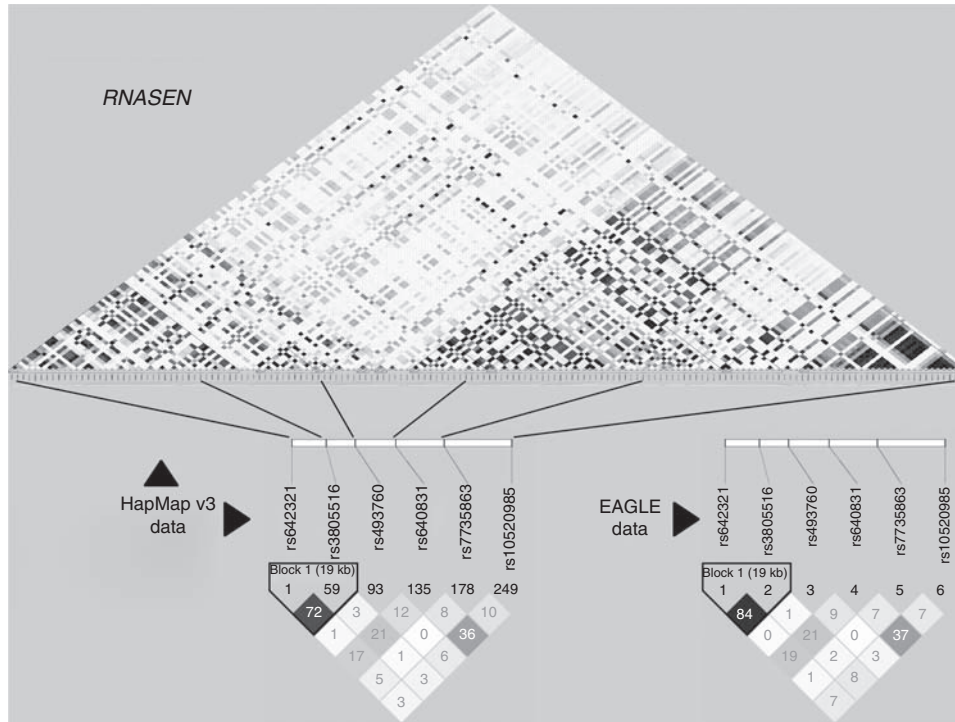 RNASEN
HapMap v3
data
EAGLE
data
rs642321
rs3805516
rs493760
rs640831
rs7735863
rs10520985
rs642321
rs3805516
rs493760
rs640831
rs7735863
rs10520985
Block 1 (19 kb)
1 59 93 135 178 249
72 3 12 8 10
1 21 0 36
17 1 6
5 3
3
Block 1 (19 kb)
1 2 3 4 5 6
84 1 9 7 7
0 21 0 37
19 2 3
1 8
7